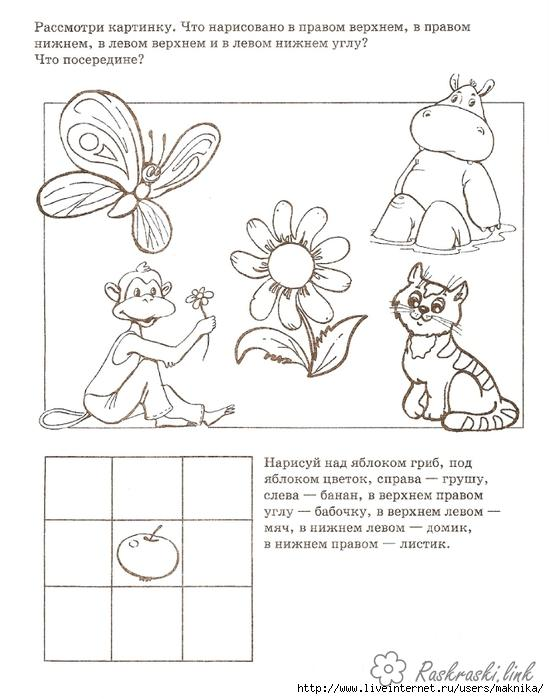 Рассмотри картинку. Что нарисовано в правом верхнем, в правом
нижнем, в левом верхнем и в левом нижнем углу?
Что посередине?
Нарисуй над яблоком гриб, под
яблоком цветок, справа — грушу,
слева — банан, в верхнем правом
углу — бабочку, в верхнем левом —
мяч, в нижнем левом — домик,
в нижнем правом — листик.
Raskraski.link
http://www.liveinternet.ru/users/maknika/